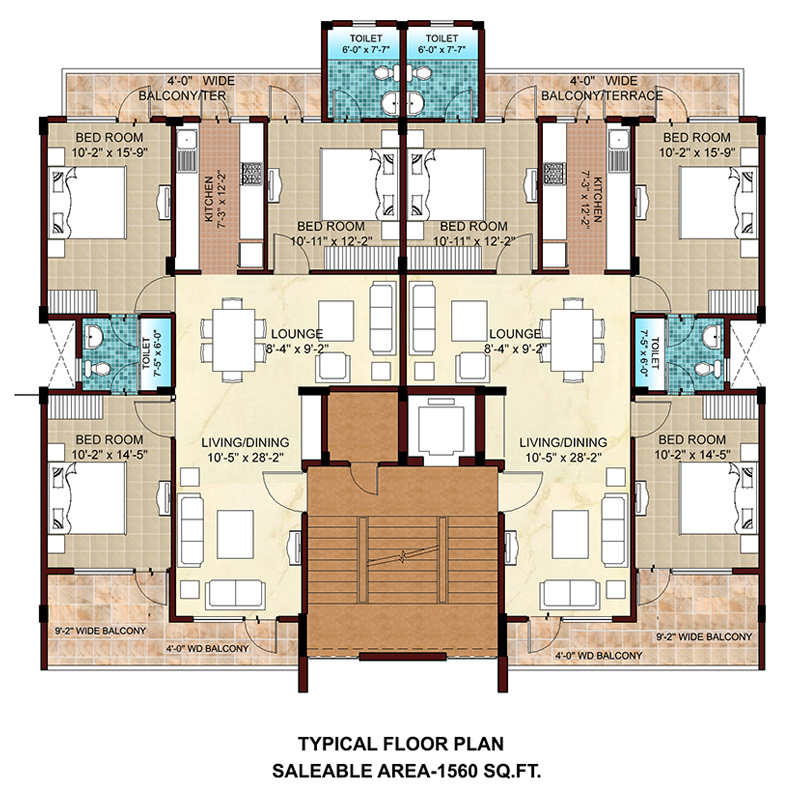 TOILET
6'-0" x 7'-7"
TOILET
6'-0" x 7'-7"
4'-0" WIDE
BALCONY/TER
4'-0" WIDE
BALCONY/TERRACE
BED ROOM
10'-2" x 15'-9"
KITCHEN
7'-3" x 12'-2"
BED ROOM
10'-11" x 12'-2"
BED ROOM
10'-11" x 12'-2"
KITCHEN
7'-3" x 12'-2"
BED ROOM
10'-2" x 15'-9"
TOILET
7'-5" x 6'-0"
LOUNGE
8'-4" x 9'-2"
LOUNGE
8'-4" x 9'-2"
TOILET
7'-5" x 6'-0"
BED ROOM
10'-2" x 14'-5"
LIVING/DINING
10'-5" x 28'-2"
LIVING/DINING
10'-5" x 28'-2"
BED ROOM
10'-2" x 14'-5"
9'-2" WIDE BALCONY
4'-0" WD BALCONY
4'-0" WD BALCONY
9'-2" WIDE BALCONY
TYPICAL FLOOR PLAN
SALEABLE AREA-1560 SQ.FT.